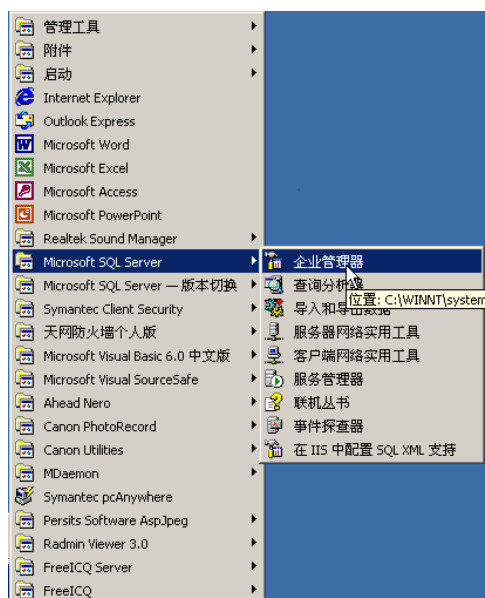 管理工具
附件
启动
Internet Explorer
Outlook Express
Microsoft Word
Microsoft Excel
Microsoft Access
Microsoft PowerPoint
Realtek Sound Manager
Microsoft SQL Server
Microsoft SQL Server — 版本切换
Symantec Client Security
天网防火墙个人版
Microsoft Visual Basic 6.0 中文版
Microsoft Visual SourceSafe
Ahead Nero
Canon PhotoRecord
Canon Utilities
MDaemon
Symantec pcAnywhere
Persits Software AspJpeg
Radmin Viewer 3.0
FreeICQ Server
FreeICQ
企业管理器
查询分析器
位置: C:\WINNT\system
导入和导出数据
服务器网络实用工具
客户端网络实用工具
服务管理器
联机丛书
事件探查器
在 IIS 中配置 SQL XML 支持